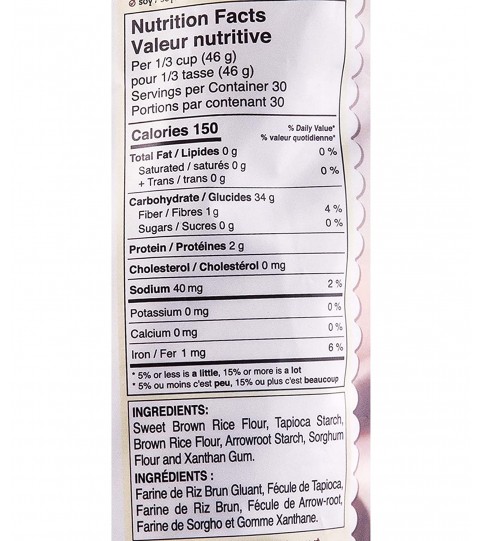 soy /
Nutrition Facts
Valeur nutritive
Per 1/3 cup (46 g)
pour 1/3 tasse (46 g)
Servings per Container 30
Portions par contenant 30
Calories 150
% Daily Value*
% valeur quotidienne*
Total Fat / Lipides 0 g 0 %
Saturated / saturés 0 g
+ Trans / trans 0 g 0 %
Carbohydrate / Glucides 34 g
Fiber / Fibres 1 g 4 %
Sugars / Sucres 0 g 0 %
Protein / Protéines 2 g
Cholesterol / Cholestérol 0 mg
Sodium 40 mg 2 %
Potassium 0 mg 0 %
Calcium 0 mg 0 %
Iron / Fer 1 mg 6 %
* 5% or less is a little, 15% or more is a lot
* 5% ou moins c'est peu, 15% ou plus c'est beaucoup
INGREDIENTS:
Sweet Brown Rice Flour, Tapioca Starch,
Brown Rice Flour, Arrowroot Starch, Sorghum
Flour and Xanthan Gum.
INGRÉDIENTS :
Farine de Riz Brun Gluant, Fécule de Tapioca,
Farine de Riz Brun, Fécule de Arrow-root,
Farine de Sorgho et Gomme Xanthane.